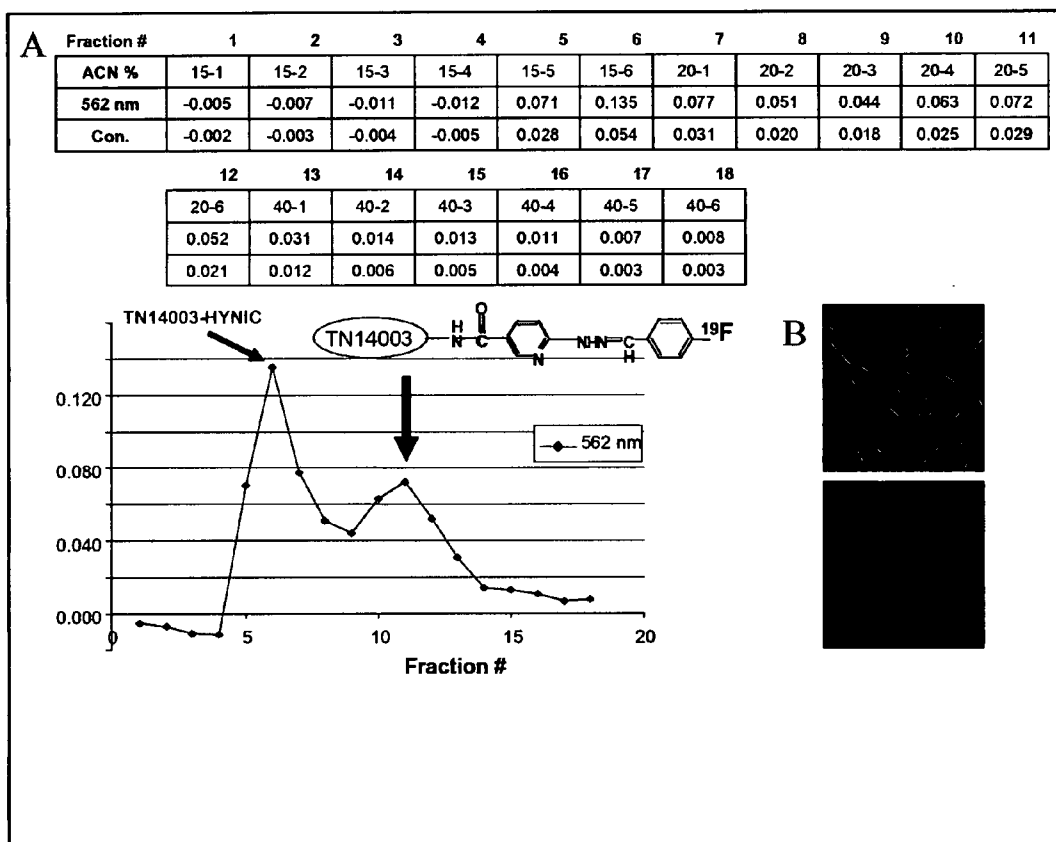 A
Fraction # 1 2 3 4 5 6 7 8 9 10 11
ACN % 15-1 15-2 15-3 15-4 15-5 15-6 20-1 20-2 20-3 20-4 20-5
562 nm -0.005 -0.007 -0.011 -0.012 0.071 0.135 0.077 0.051 0.044 0.063 0.072
Con. -0.002 -0.003 -0.004 -0.005 0.028 0.054 0.031 0.020 0.018 0.025 0.029
12 13 14 15 16 17 18
20-6 40-1 40-2 40-3 40-4 40-5 40-6
0.052 0.031 0.014 0.013 0.011 0.007 0.008
0.021 0.012 0.006 0.005 0.004 0.003 0.003
TN14003-HYNIC
TN14003
H
N
O
C
N
NHN
C
H
19F
B
562 nm
0.120
0.080
0.040
0.000
0 5 10 15 20
Fraction #